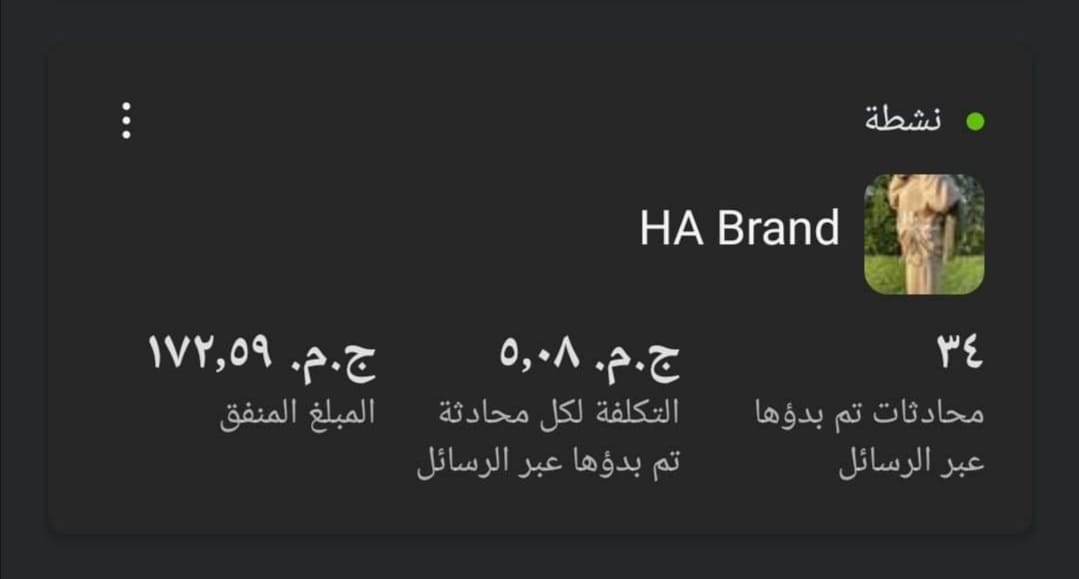 نشطة
HA Brand
٣٤
محادثات تم بدؤها
عبر الرسائل
ج.م. ٥,٠٨
التكلفة لكل محادثة
تم بدؤها عبر الرسائل
ج.م. ١٧٢,٥٩
المبلغ المنفق